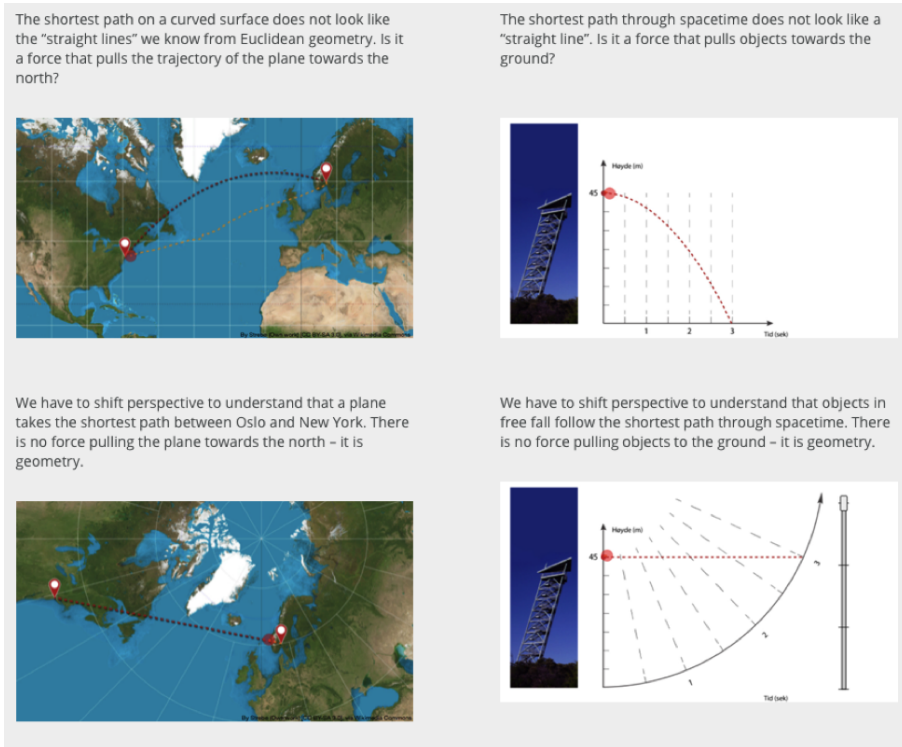 The shortest path on a curved surface does not look like
the “straight lines” we know from Euclidean geometry. Is it
a force that pulls the trajectory of the plane towards the
north?
The shortest path through spacetime does not look like a
“straight line”. Is it a force that pulls objects towards the
ground?
Høyde (m)
45
1
2
3
Tid (sek)
We have to shift perspective to understand that a plane
takes the shortest path between Oslo and New York. There
is no force pulling the plane towards the north – it is
geometry.
We have to shift perspective to understand that objects in
free fall follow the shortest path through spacetime. There
is no force pulling objects to the ground – it is geometry.
Høyde (m)
45
3
2
1
Tid (sek)